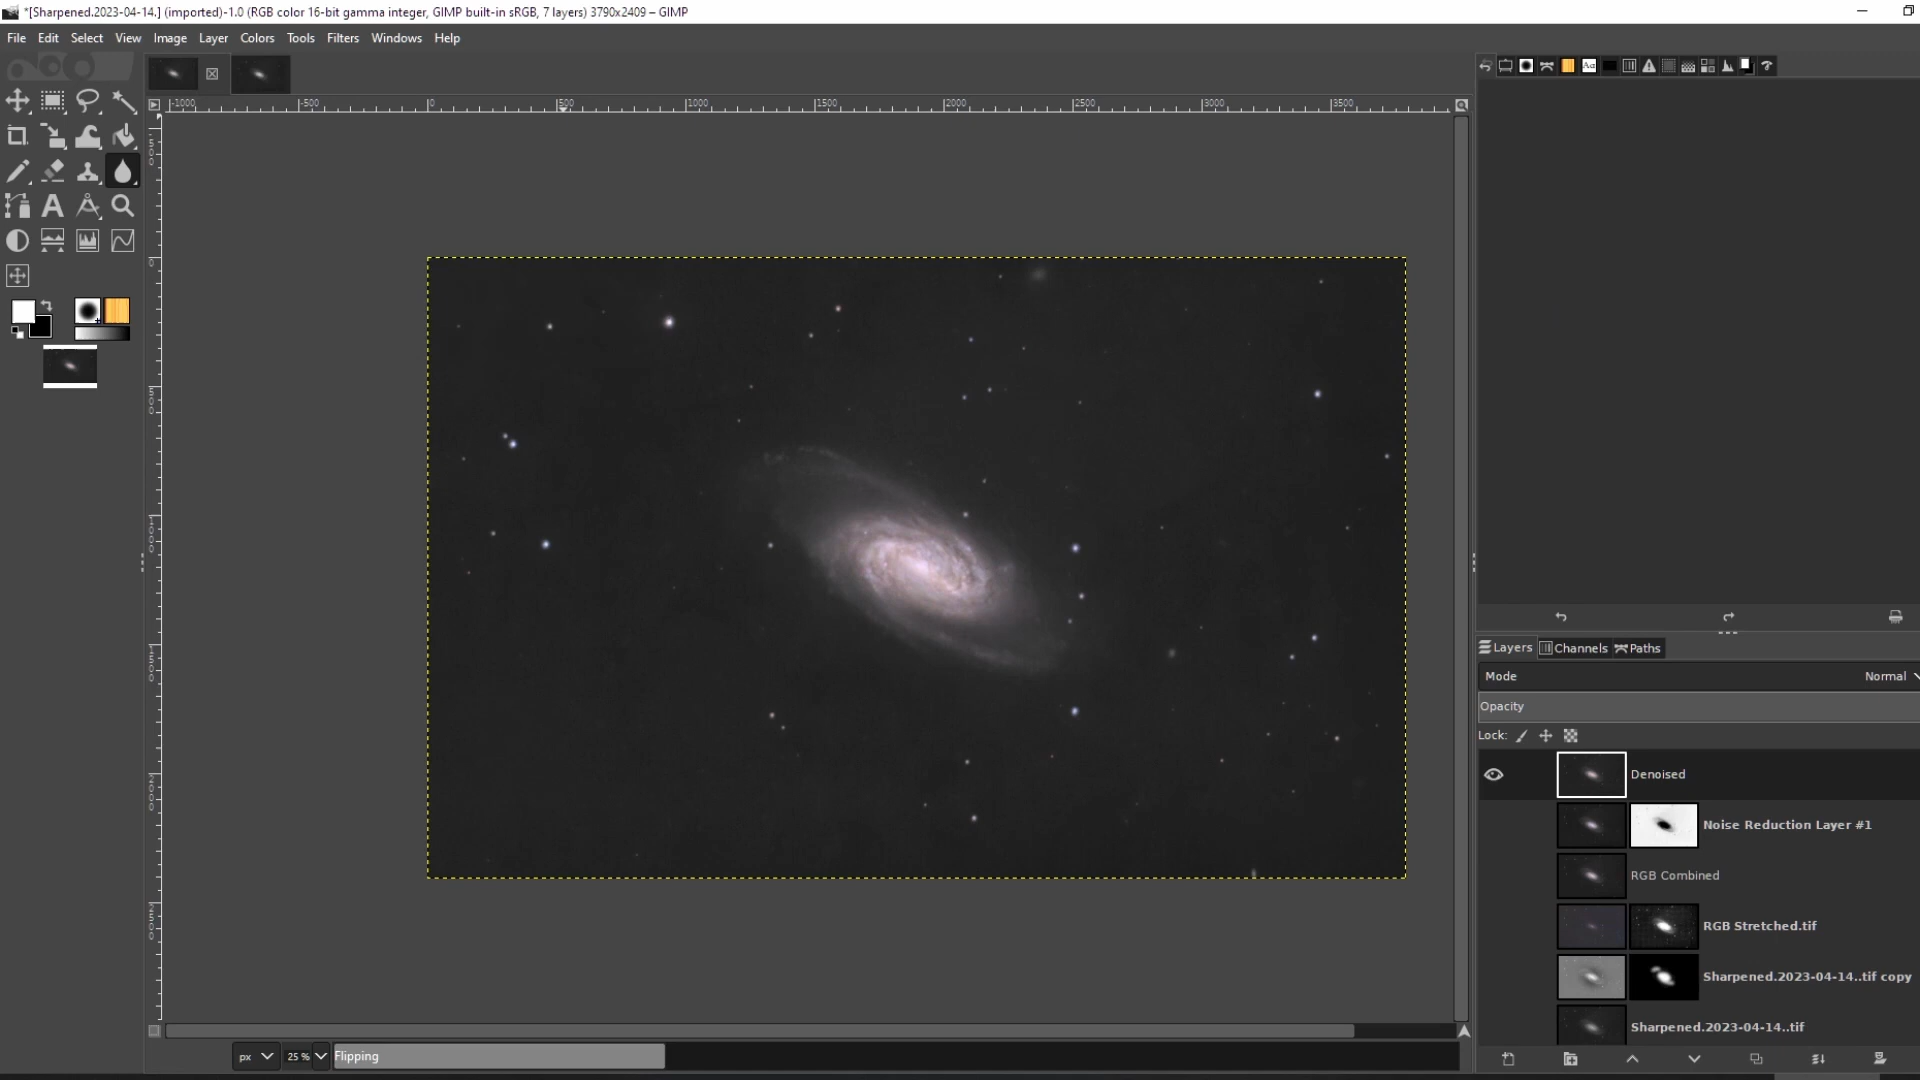 *[Sharpened.2023-04-14.] (imported)-1.0 (RGB color 16-bit gamma integer, GIMP built-in sRGB, 7 layers) 3790x2409 – GIMP
File Edit Select View Image Layer Colors Tools Filters Windows Help
-1000 -500 0 500 1000 1500 2000 2500 3000 3500
Layers Channels Paths
Mode Normal
Opacity
Lock:
Denoised
Noise Reduction Layer #1
RGB Combined
RGB Stretched.tif
Sharpened.2023-04-14..tif copy
Sharpened.2023-04-14..tif
px 25 % Flipping